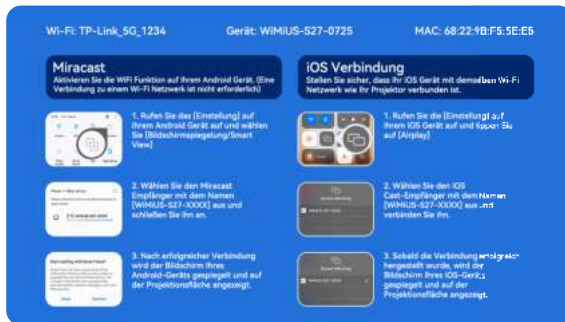 Wi-Fi: TP-Link_5G_1234
Gerät: WiMiUS-S27-0725
MAC: 68:22:9B:F5:5E:E5
Miracast
Aktivieren Sie die WiFi Funktion auf Ihrem Android Gerät. (Eine
Verbindung zu einem Wi-Fi Netzwerk ist nicht erforderlich)
1. Rufen Sie das [Einstellung] auf
Ihrem Android Gerät auf und wählen
Sie [Bildschirmspiegelung/Smart
View]
2. Wählen Sie den Miracast
Empfänger mit dem Namen
[WiMiUS-S27-XXXX] aus und
schließen Sie ihn an.
3. Nach erfolgreicher Verbindung
wird der Bildschirm Ihres
Android-Geräts gespiegelt und auf
der Projektionsfläche angezeigt.
iOS Verbindung
Stellen Sie sicher, dass Ihr iOS Gerät mit demselben Wi-Fi
Netzwerk wie Ihr Projektor verbunden ist.
1. Rufen Sie die [Einstellung] auf
Ihrem iOS Gerät auf und tippen Sie
auf [Airplay]
2. Wählen Sie den iOS
Cast-Empfänger mit dem Namen
[WiMiUS-S27-XXXX] aus und
verbinden Sie ihn.
Screen Mirroring
3. Sobald die Verbindung erfolgreich
hergestellt wurde, wird der
Bildschirm Ihres iOS-Geräts
gespiegelt und auf der
Projektionsfläche angezeigt.
Screen Mirroring